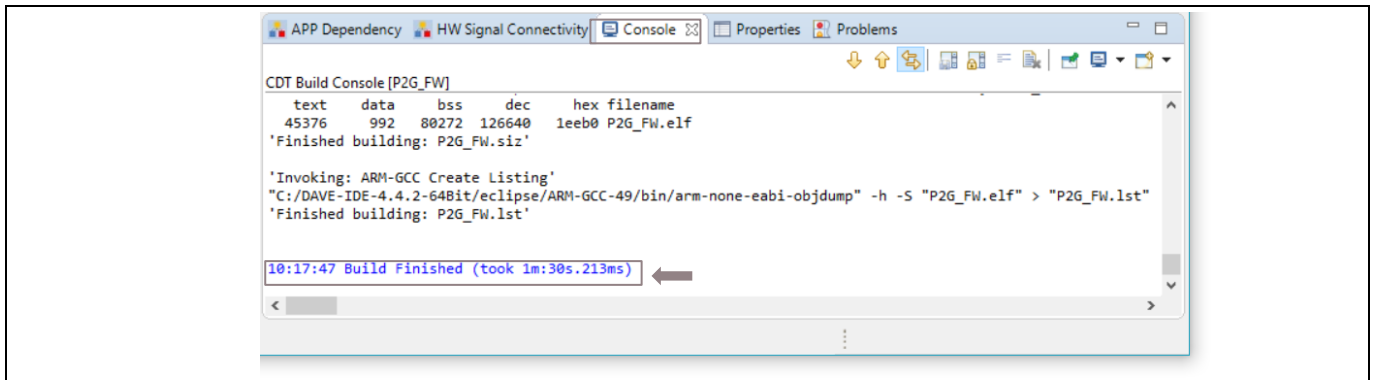 APP Dependency HW Signal Connectivity Console Properties Problems
CDT Build Console [P2G_FW]
text data bss dec hex filename
45376 992 80272 126640 1eeb0 P2G_FW.elf
'Finished building: P2G_FW.siz'
'Invoking: ARM-GCC Create Listing'
"C:/DAVE-IDE-4.4.2-64Bit/eclipse/ARM-GCC-49/bin/arm-none-eabi-objdump" -h -S "P2G_FW.elf" > "P2G_FW.lst"
'Finished building: P2G_FW.lst'
10:17:47 Build Finished (took 1m:30s.213ms)